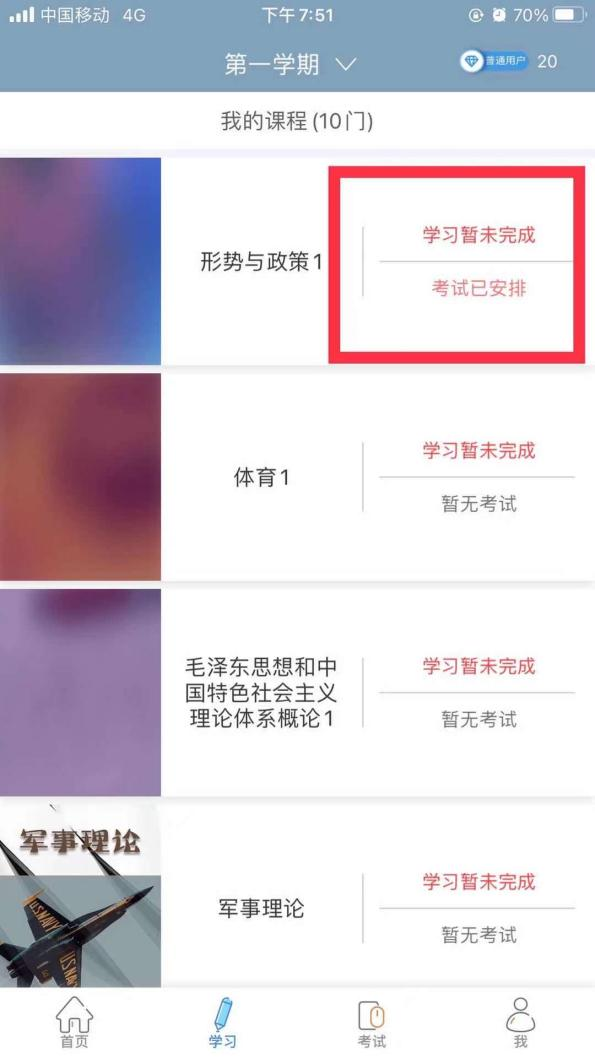 中国移动 4G 下午7:51 70%
第一学期 普通用户 20
我的课程(10门)
形势与政策1
学习暂未完成
考试已安排
体育1
学习暂未完成
暂无考试
毛泽东思想和中
国特色社会主义
理论体系概论1
学习暂未完成
暂无考试
军事理论
US NAVY
US N
军事理论
学习暂未完成
暂无考试
首页 学习 考试 我